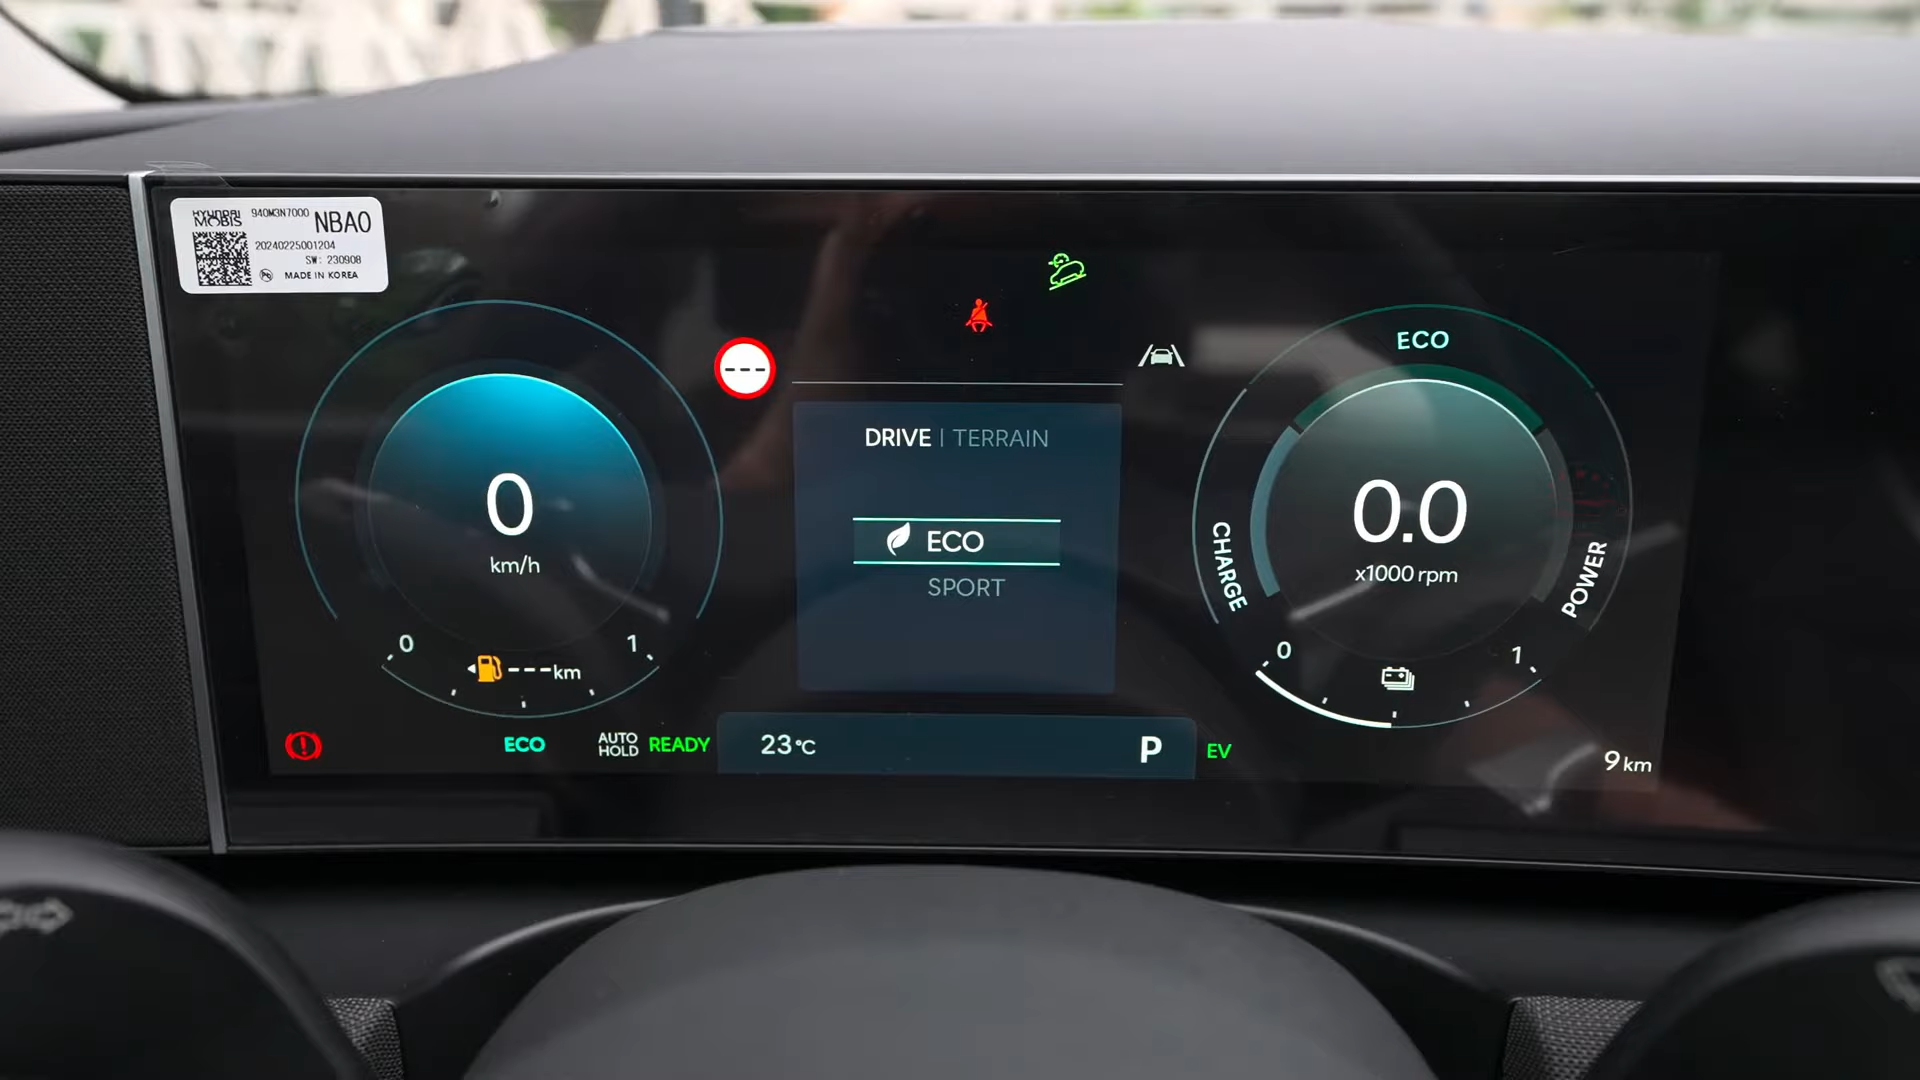 HYUNDAI
MOBIS
940M3N7000
NBA0
20240225001204
SW: 230908
MADE IN KOREA
---
ECO
DRIVE | TERRAIN
ECO
SPORT
0
km/h
0.0
x1000 rpm
CHARGE
POWER
0 1
---km
0 1
ECO
AUTO
HOLD
READY
23°C
P
EV
9 km